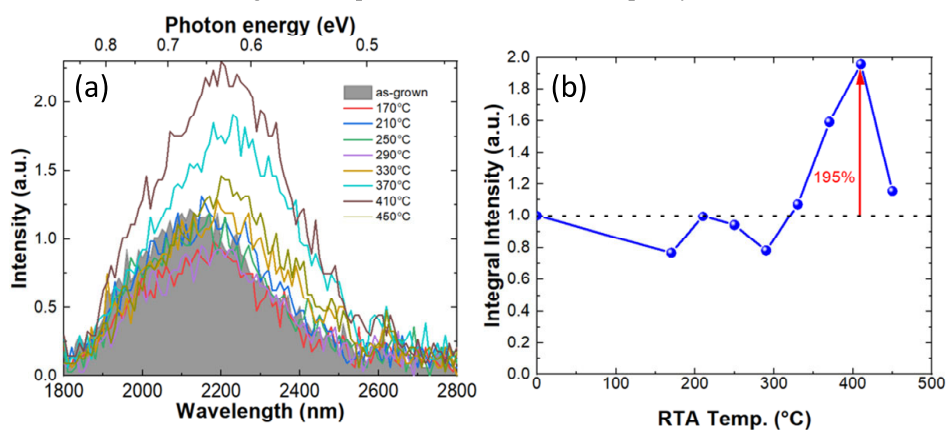 Photon energy (eV)
0.8 0.7 0.6 0.5
(a)
as-grown
170°C
210°C
250°C
290°C
330°C
370°C
410°C
460°C
Intensity (a.u.)
2.0
1.5
1.0
0.5
0.0
1800 2000 2200 2400 2600 2800
Wavelength (nm)
(b)
Integral Intensity (a.u.)
2.0
1.8
1.6
1.4
1.2
1.0
0.8
0.6
0.4
0.2
0.0
195%
0 100 200 300 400 500
RTA Temp. (°C)